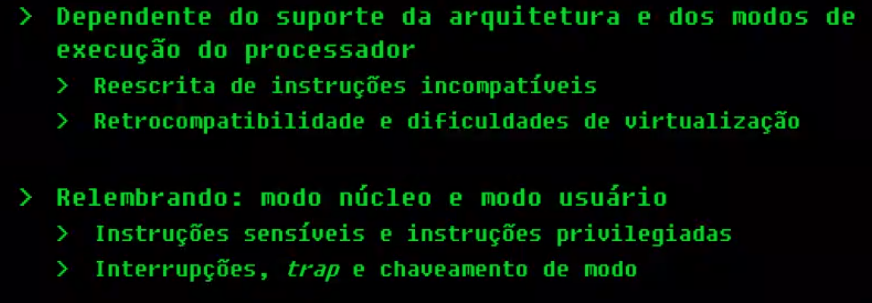 > Dependente do suporte da arquitetura e dos modos de
execução do processador
> Reescrita de instruções incompatíveis
> Retrocompatibilidade e dificuldades de virtualização
> Relembrando: modo núcleo e modo usuário
> Instruções sensíveis e instruções privilegiadas
> Interrupções, trap e chaveamento de modo